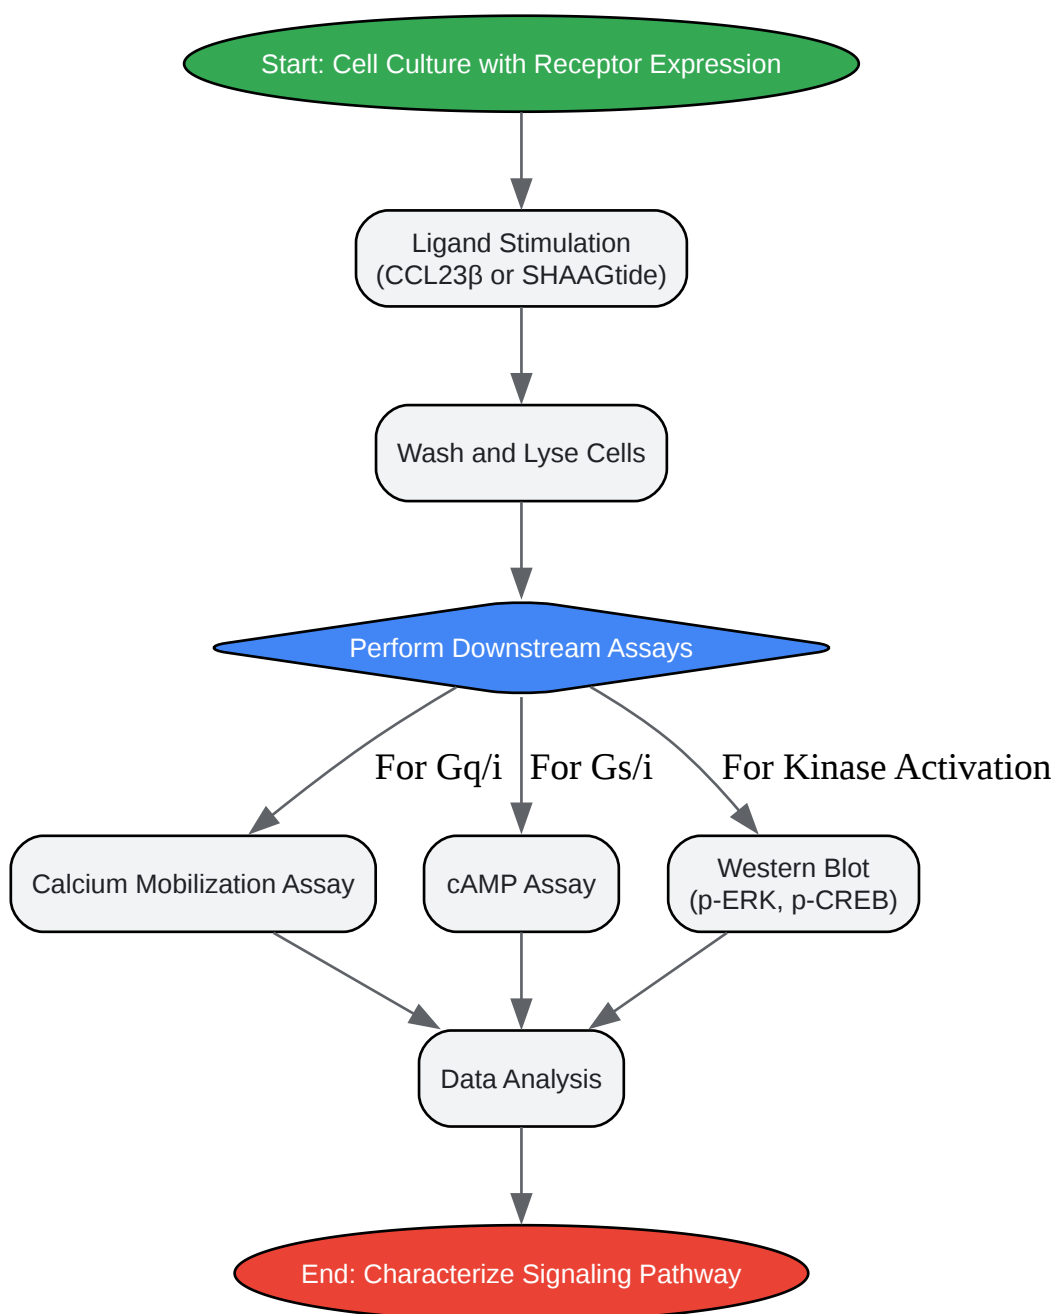 Start: Cell Culture with Receptor Expression
Ligand Stimulation
(CCL23β or SHAAGtide)
Wash and Lyse Cells
Perform Downstream Assays
For Gq/i
For Gs/i
For Kinase Activation
Calcium Mobilization Assay
cAMP Assay
Western Blot
(p-ERK, p-CREB)
Data Analysis
End: Characterize Signaling Pathway